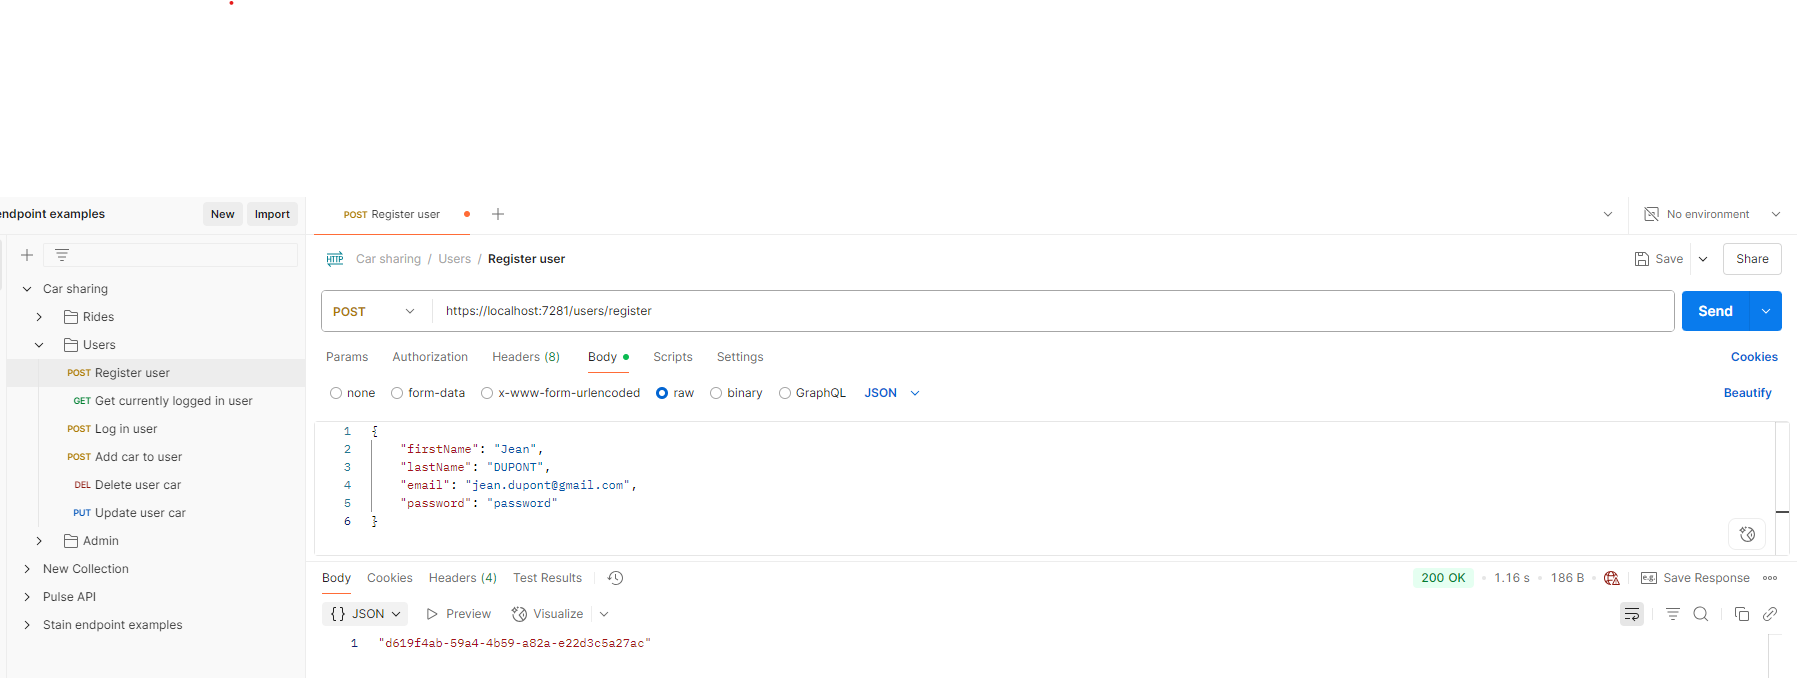 endpoint examples New Import
POST Register user
No environment
Car sharing / Users / Register user
Save
Share
Car sharing
Rides
Users
POST Register user
GET Get currently logged in user
POST Log in user
POST Add car to user
DEL Delete user car
PUT Update user car
Admin
New Collection
Pulse API
Stain endpoint examples
HTTP
POST https://localhost:7281/users/register
Send
Params Authorization Headers (8) Body Scripts Settings
Cookies
none form-data x-www-form-urlencoded raw binary GraphQL JSON
Beautify
1 {
2 "firstName": "Jean",
3 "lastName": "DUPONT",
4 "email": "jean.dupont@gmail.com",
5 "password": "password"
6 }
Body Cookies Headers (4) Test Results
200 OK • 1.16 s • 186 B • e.g. Save Response
{} JSON Preview Visualize
1 "d619f4ab-59a4-4b59-a82a-e22d3c5a27ac"